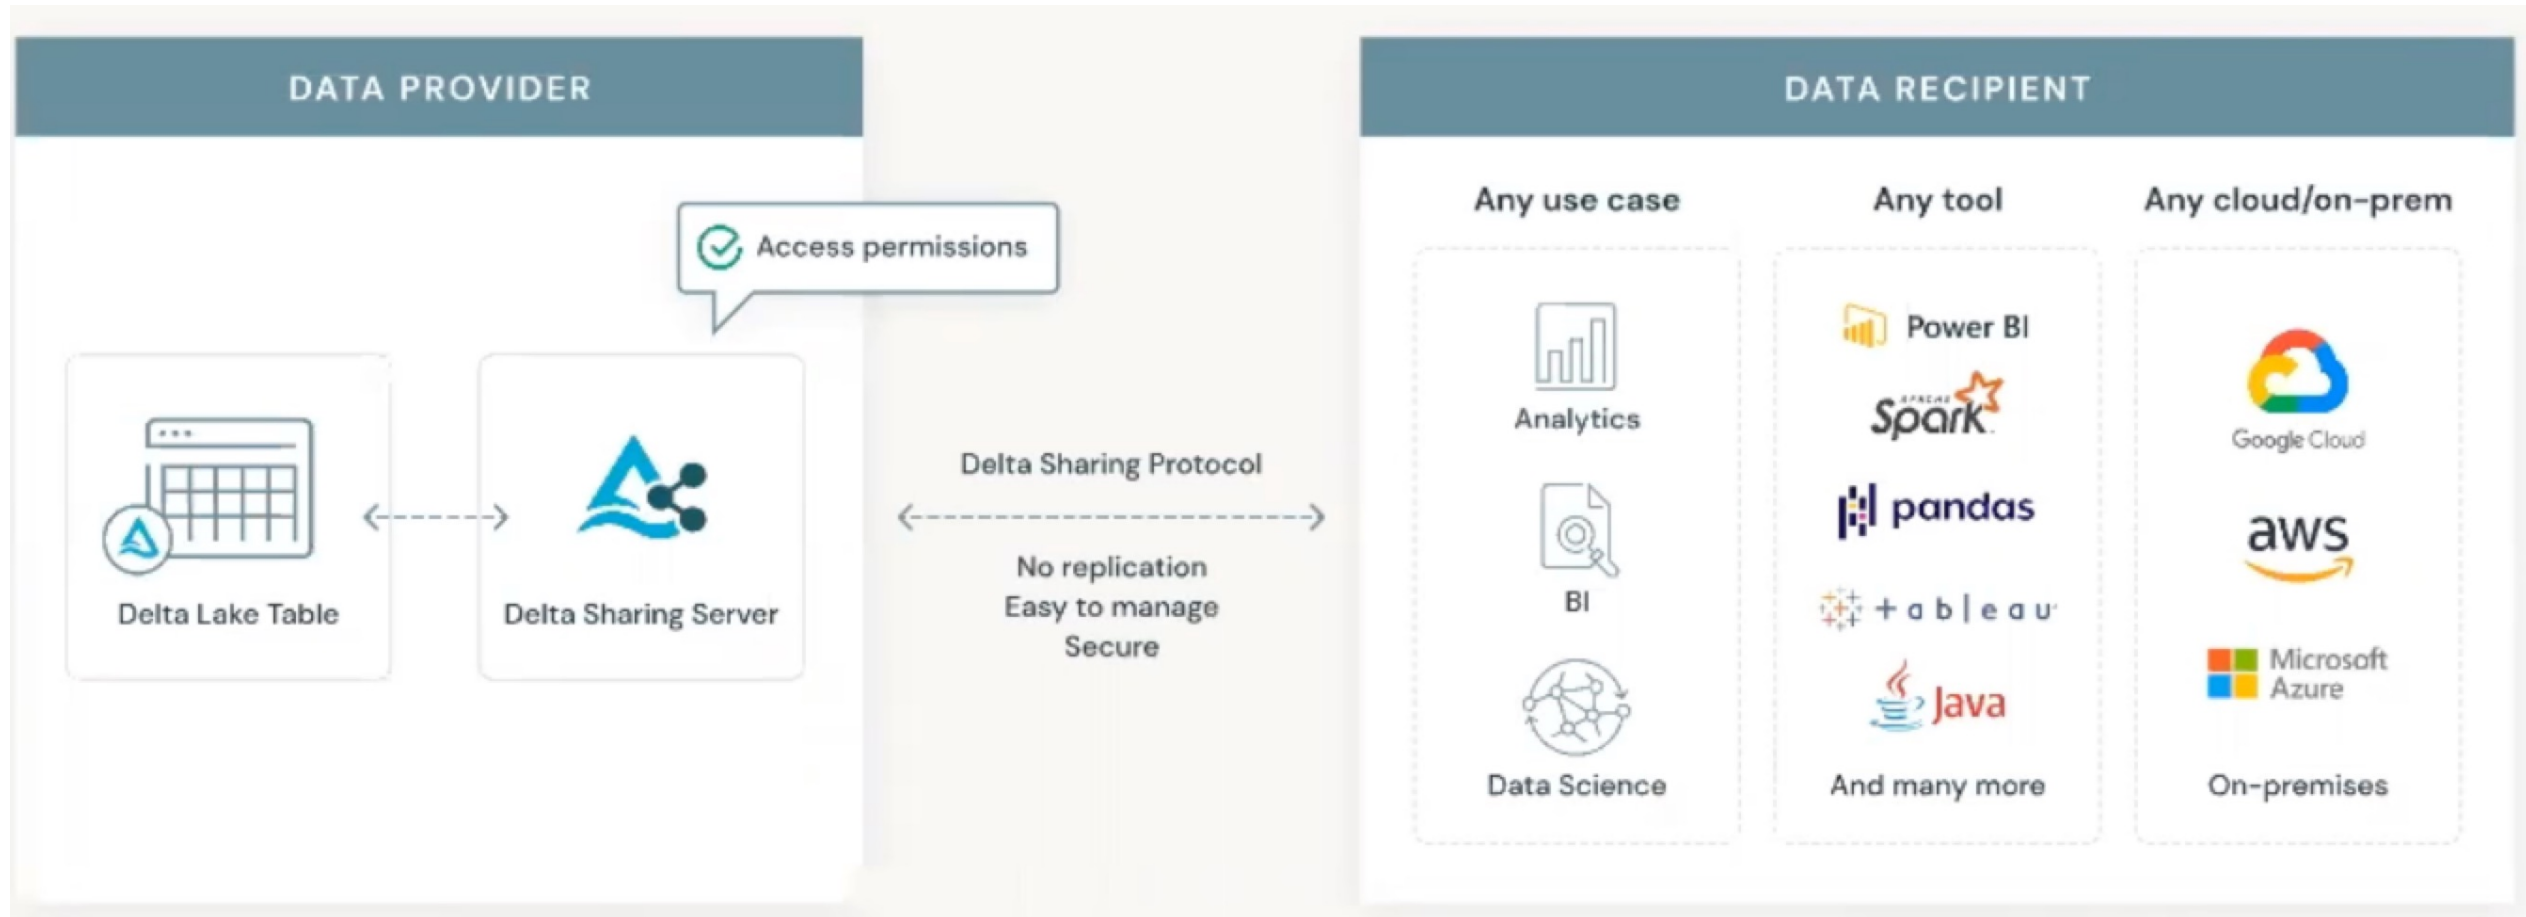 DATA PROVIDER
Access permissions
Delta Lake Table
Delta Sharing Server
Delta Sharing Protocol
No replication
Easy to manage
Secure
DATA RECIPIENT
Any use case
Analytics
BI
Data Science
Any tool
Power BI
APACHE
Spark
pandas
+ableau
Java
And many more
Any cloud/on-prem
Google Cloud
aws
Microsoft
Azure
On-premises